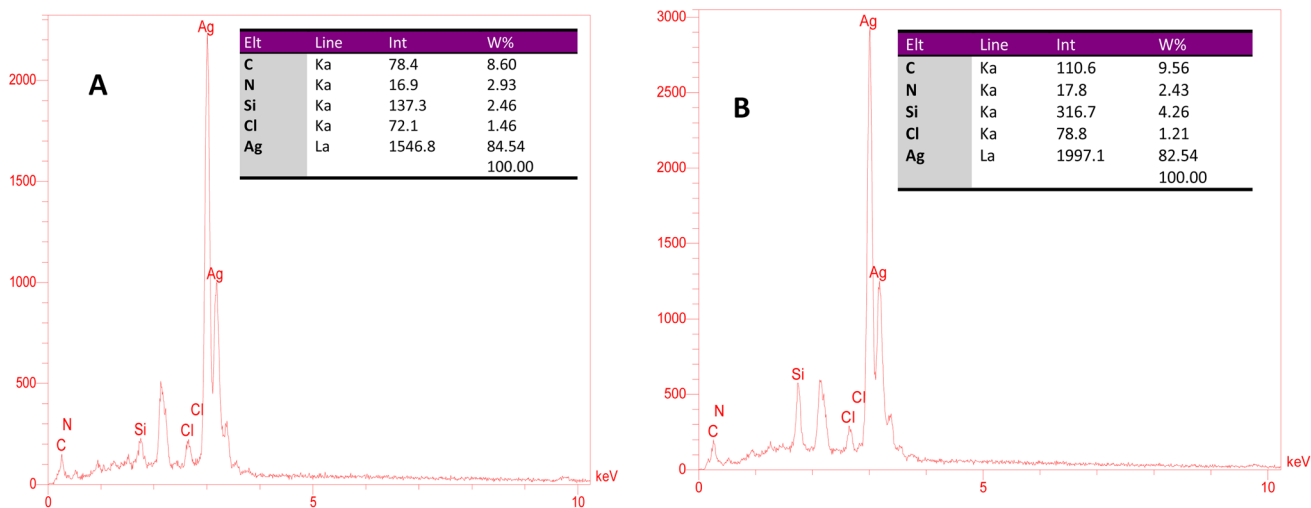 A
Elt Line Int W%
C Ka 78.4 8.60
N Ka 16.9 2.93
Si Ka 137.3 2.46
Cl Ka 72.1 1.46
Ag La 1546.8 84.54
100.00
2000
1500
1000
500
0
Ag
Ag
Cl
Cl
Si
N
C
keV
0 5 10
B
Elt Line Int W%
C Ka 110.6 9.56
N Ka 17.8 2.43
Si Ka 316.7 4.26
Cl Ka 78.8 1.21
Ag La 1997.1 82.54
100.00
3000
2500
2000
1500
1000
500
0
Ag
Ag
Si
Cl
Cl
N
C
keV
0 5 10